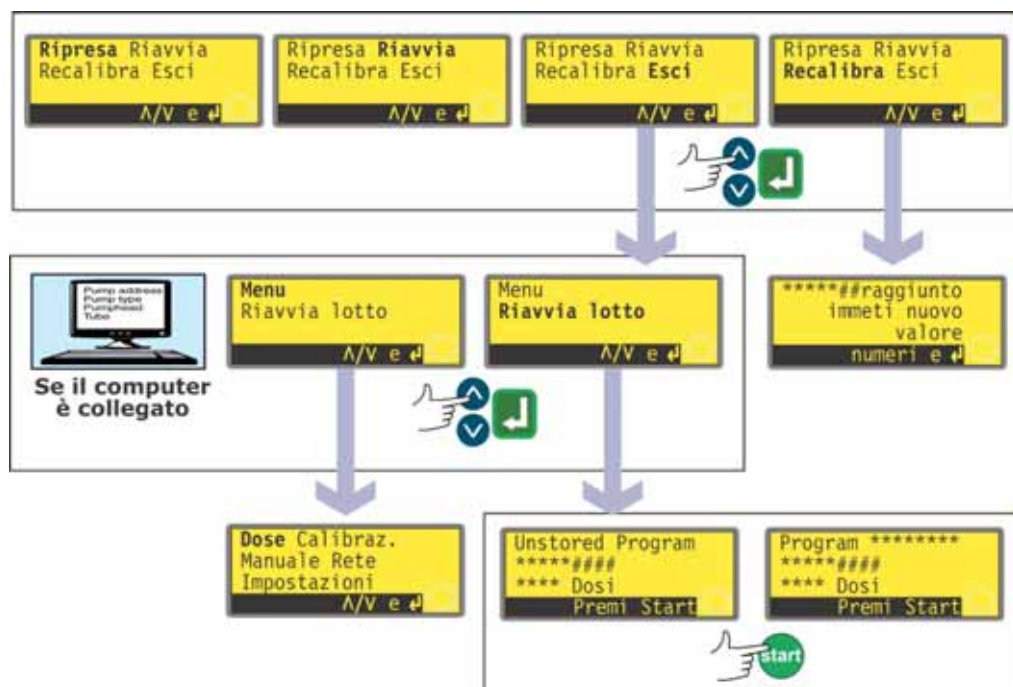 Ripresa Riavvia
Recalibra Esci
Λ/V e ↲
Ripresa Riavvia
Recalibra Esci
Λ/V e ↲
Ripresa Riavvia
Recalibra Esci
Λ/V e ↲
Ripresa Riavvia
Recalibra Esci
Λ/V e ↲
Pump address
Pump type
Pumphead
Tube
Se il computer
è collegato
Menu
Riavvia lotto
Λ/V e ↲
Menu
Riavvia lotto
Λ/V e ↲
*****##raggiunto
immeti nuovo
valore
numeri e ↲
Dose Calibraz.
Manuale Rete
Impostazioni
Λ/V e ↲
Unstored Program
*****####
**** Dosi
Premi Start
Program ********
*****####
**** Dosi
Premi Start
start